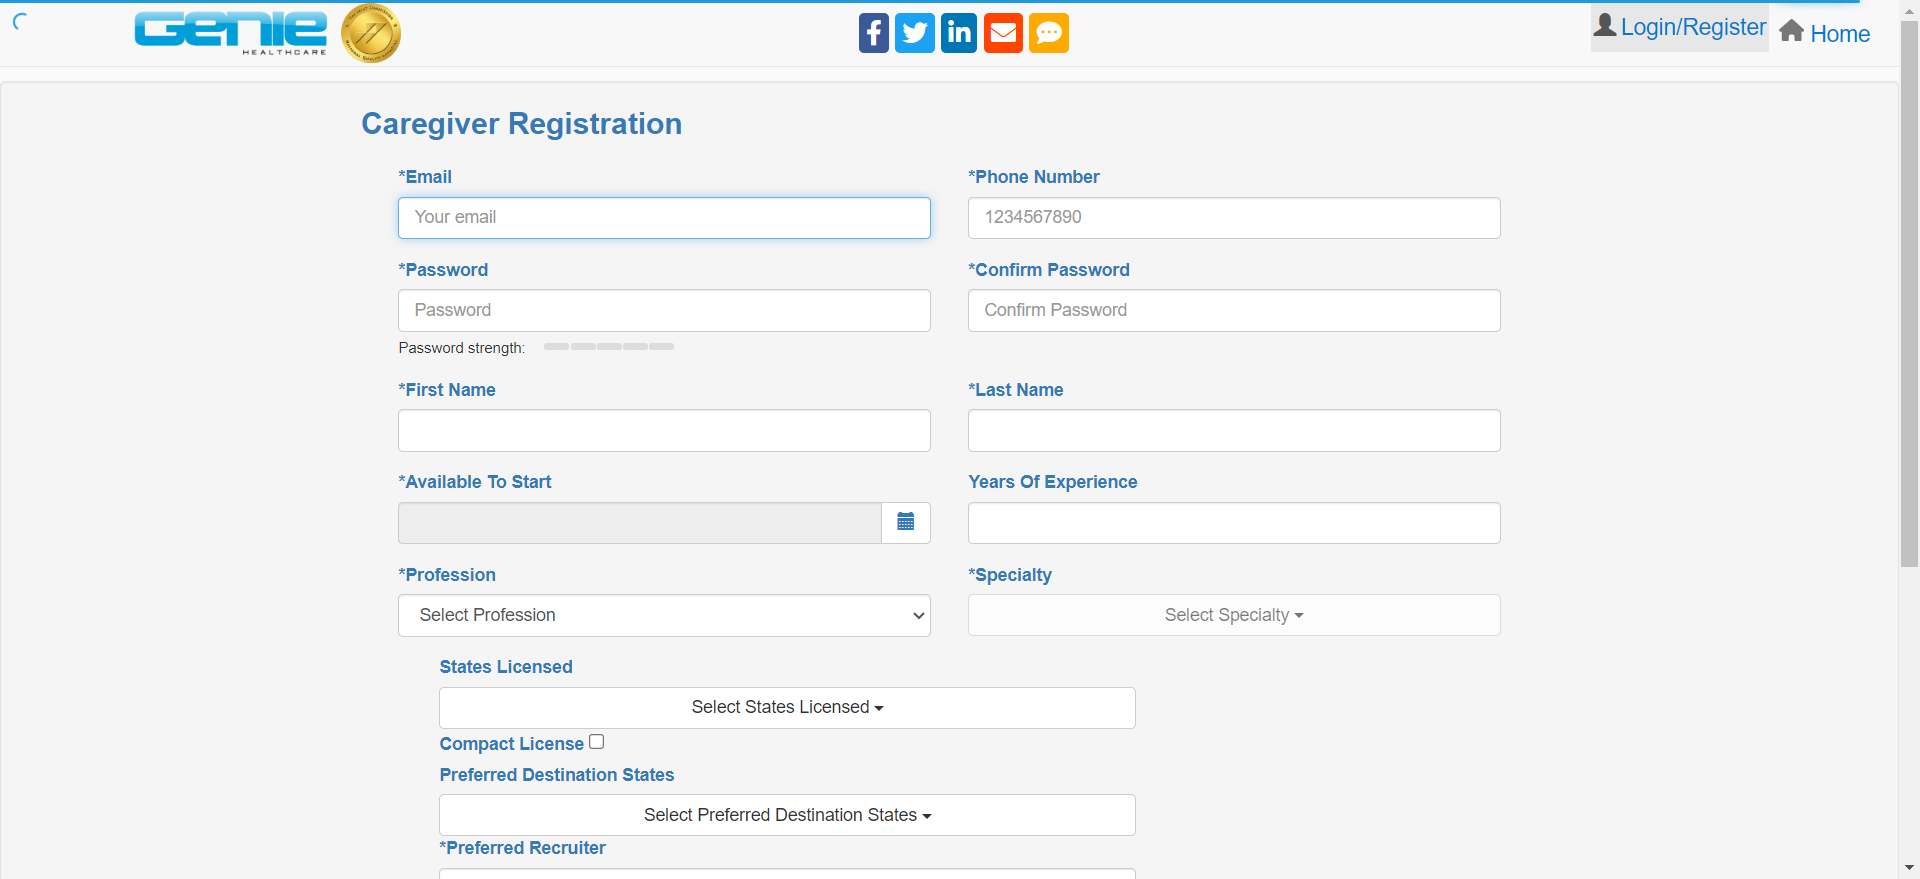 GENIE
HEALTHCARE
Login/Register
Home
Caregiver Registration
*Email
*Phone Number
Your email
1234567890
*Password
*Confirm Password
Password
Confirm Password
Password strength:
*First Name
*Last Name
*Available To Start
Years Of Experience
*Profession
*Specialty
Select Profession
Select Specialty
States Licensed
Select States Licensed
Compact License
Preferred Destination States
Select Preferred Destination States
*Preferred Recruiter